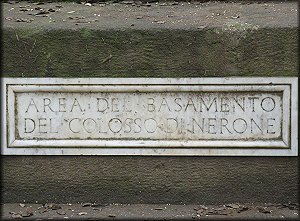 AREA DEL BASAMENTO
DEL COLOSSO DI NERONE